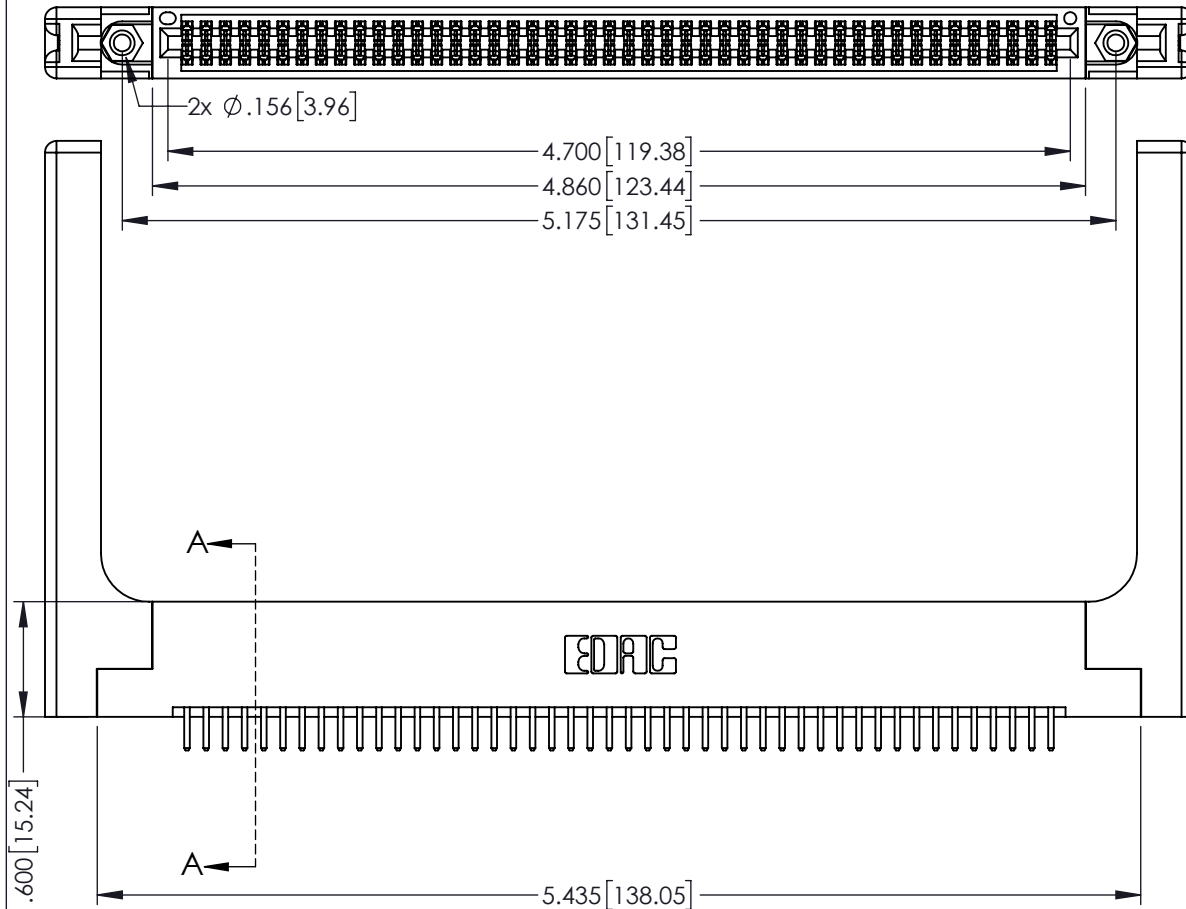 2x Ø.156[3.96]
4.700[119.38]
4.860[123.44]
5.175[131.45]
A
EDAC
A
.600[15.24]
5.435[138.05]